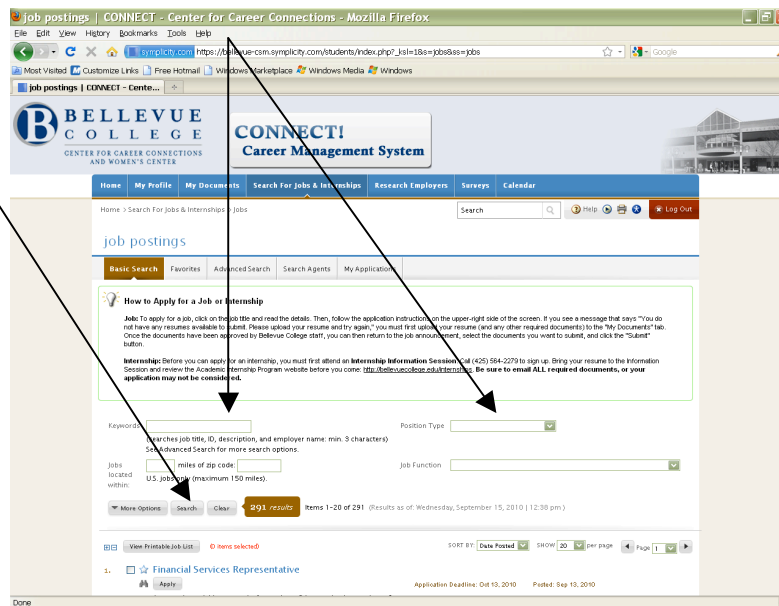 job postings | CONNECT - Center for Career Connections - Mozilla Firefox
File Edit View History Bookmarks Tools Help
symplicity.com https://bellevue-csm.symplicity.com/students/index.php?_ksl=1&s=jobs&ss=jobs Google
Most Visited Customize Links Free Hotmail Windows Marketplace Windows Media Windows
job postings | CONNECT - Cente...
BELLEVUE
COLLEGE
CENTER FOR CAREER CONNECTIONS
AND WOMEN'S CENTER
CONNECT!
Career Management System
Home My Profile My Documents Search For Jobs & Internships Research Employers Surveys Calendar
Home > Search For Jobs & Internships > Jobs Search Help Log Out
job postings
Basic Search Favorites Advanced Search Search Agents My Applications
How to Apply for a Job or Internship
Job: To apply for a job, click on the job title and read the details. Then, follow the application instructions on the upper-right side of the screen. If you see a message that says "You do
not have any resumes available to submit. Please upload your resume and try again," you must first upload your resume (and any other required documents) to the "My Documents" tab.
Once the documents have been approved by Bellevue College staff, you can then return to the job announcement, select the documents you want to submit, and click the "Submit"
button.
Internship: Before you can apply for an internship, you must first attend an Internship Information Session. Call (425) 564-2279 to sign up. Bring your resume to the Information
Session and review the Academic Internship Program website before you come: http://bellevuecollege.edu/internships. Be sure to email ALL required documents, or your
application may not be considered.
Keywords Position Type
(searches job title, ID, description, and employer name: min. 3 characters)
See Advanced Search for more search options.
Jobs located within: miles of zip code: Job Function
U.S. jobs only (maximum 150 miles).
More Options Search Clear 291 results Items 1-20 of 291 (Results as of: Wednesday, September 15, 2010 | 12:38 pm)
View Printable Job List (0 items selected) SORT BY: Date Posted SHOW 20 per page Page 1
1. Financial Services Representative
Apply Application Deadline: Oct 13, 2010 Posted: Sep 13, 2010
Done